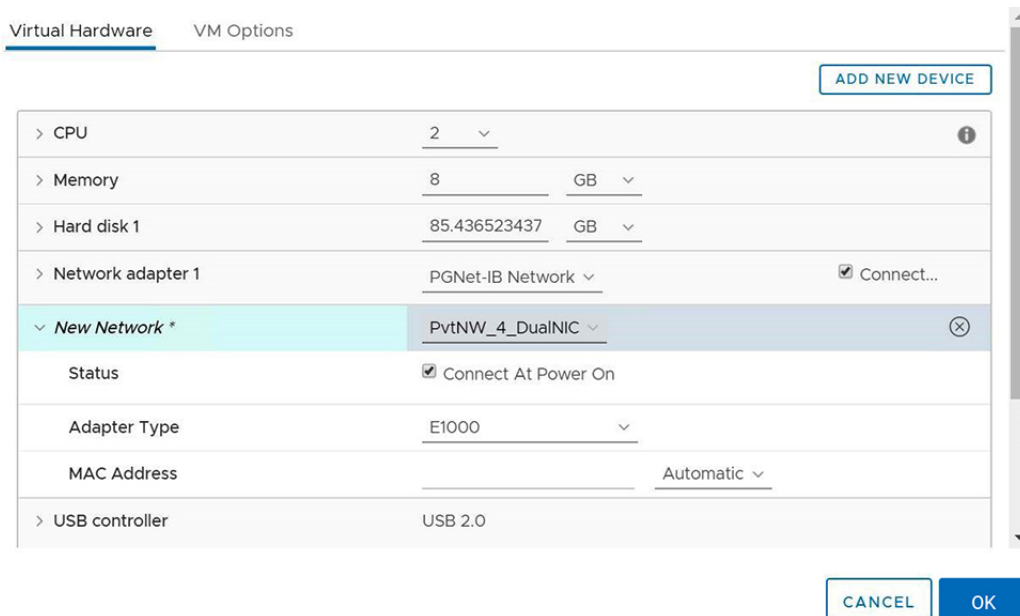 Virtual Hardware VM Options
ADD NEW DEVICE
CPU 2
Memory 8 GB
Hard disk 1 85.436523437 GB
Network adapter 1 PGNet-IB Network Connect...
New Network * PvtNW_4_DualNIC
Status Connect At Power On
Adapter Type E1000
MAC Address Automatic
USB controller USB 2.0
CANCEL OK